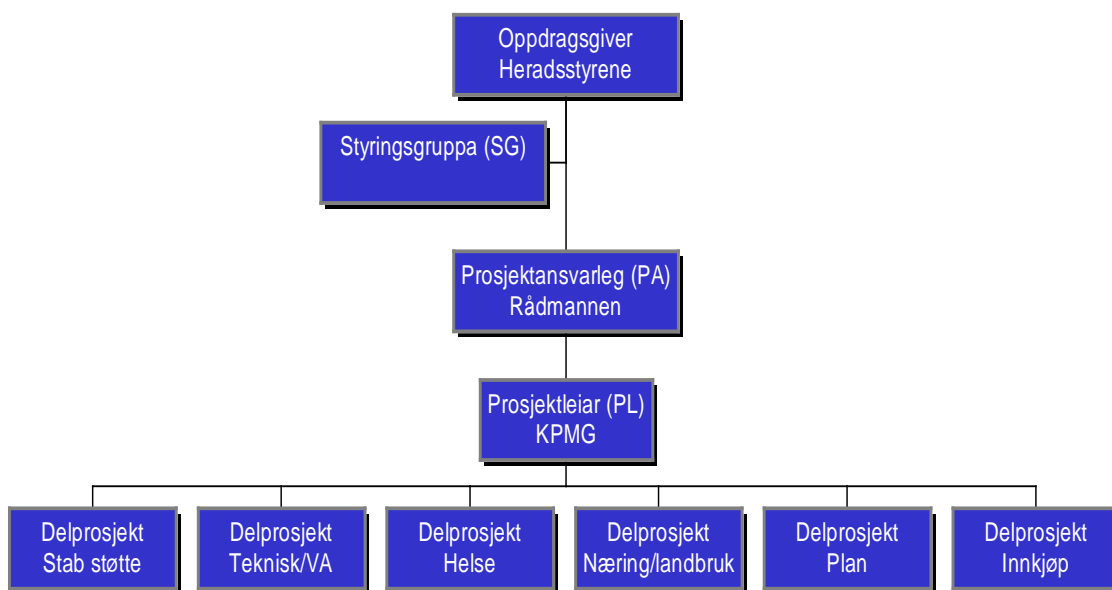 Oppdragsgiver
Heradsstyrene
Styringsgruppa (SG)
Prosjektansvarleg (PA)
Rådmannen
Prosjektleiar (PL)
KPMG
Delprosjekt
Stab støtte
Delprosjekt
Teknisk/VA
Delprosjekt
Helse
Delprosjekt
Næring/landbruk
Delprosjekt
Plan
Delprosjekt
Innkjøp